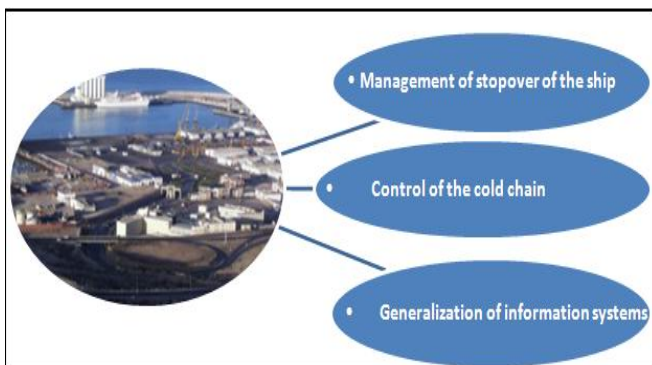 • Management of stopover of the ship
• Control of the cold chain
• Generalization of information systems